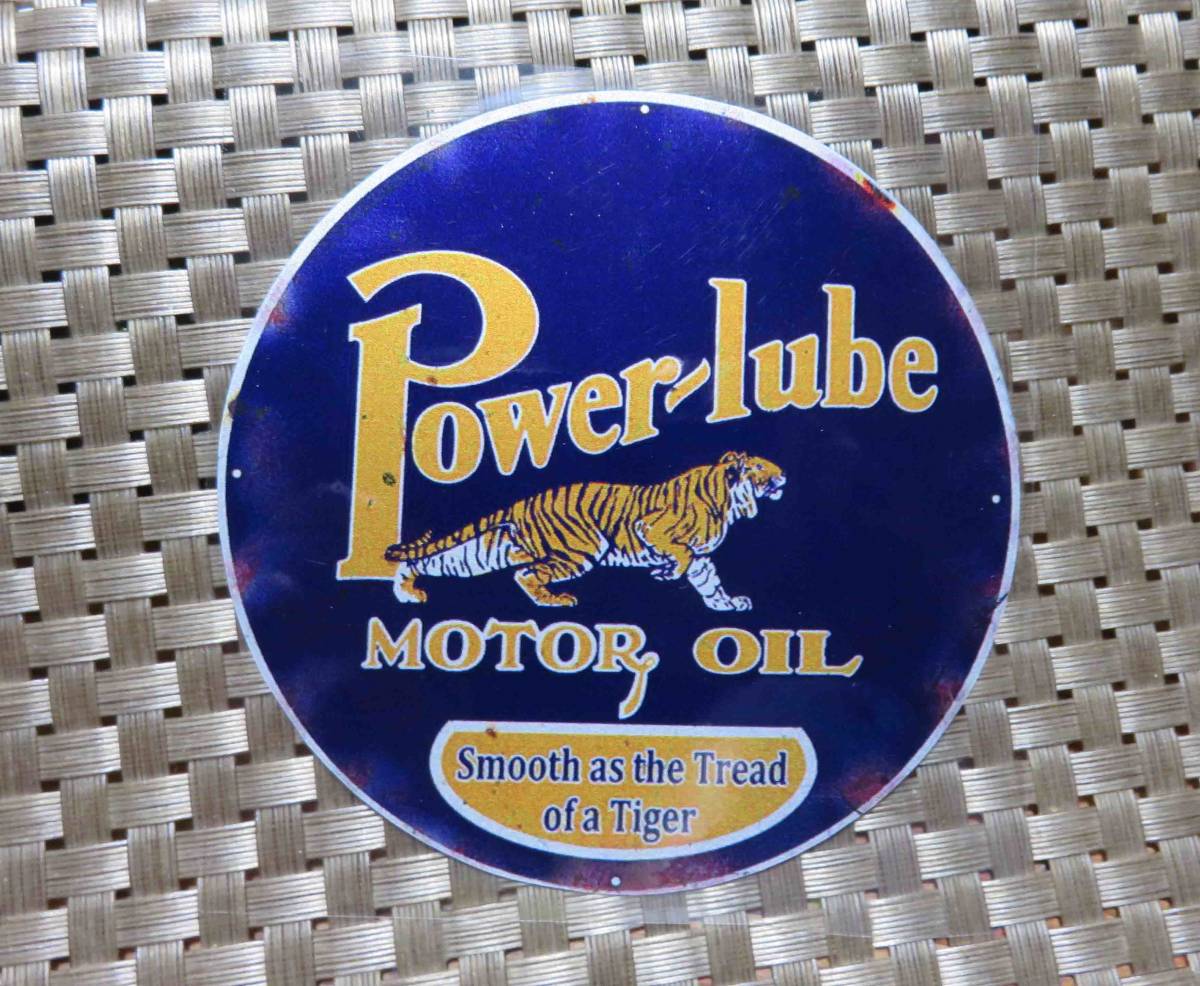 Power-lube
MOTOR OIL
Smooth as the Tread
of a Tiger